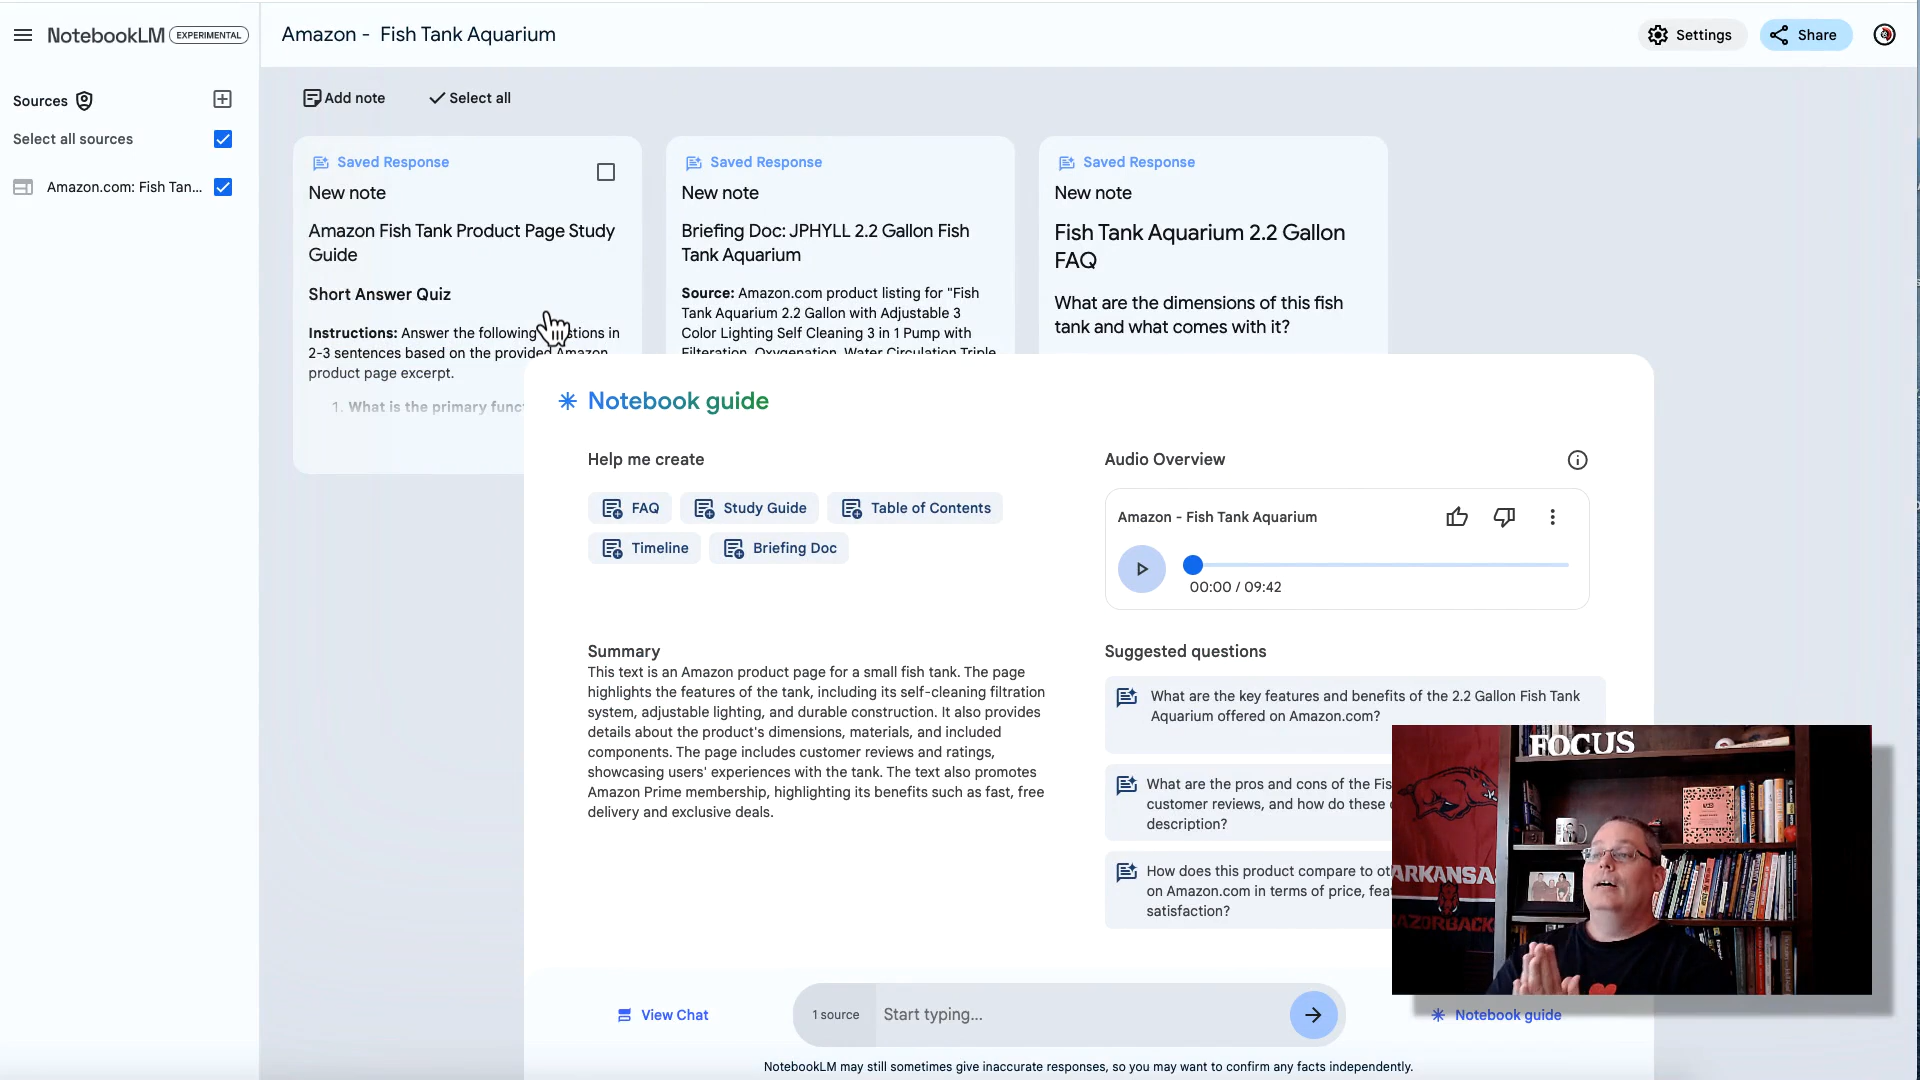 NotebookLM EXPERIMENTAL
Amazon -  Fish Tank Aquarium
Settings
Share
Sources
Select all sources
Amazon.com: Fish Tan...
Add note
Select all
Saved Response
New note
Amazon Fish Tank Product Page Study
Guide
Short Answer Quiz
Instructions: Answer the following
in
2-3 sentences based on the provided Amazon
product page excerpt.
1. What is the primary
Saved Response
New note
Briefing Doc: JPHYLL 2.2 Gallon Fish
Tank Aquarium
Source: Amazon.com product listing for "Fish
Tank Aquarium 2.2 Gallon with Adjustable 3
Color Lighting Self Cleaning 3 in 1 Pump with
Filteration, Oxygenation, Water Circulation Triple
Saved Response
New note
Fish Tank Aquarium 2.2 Gallon
FAQ
What are the dimensions of this fish
tank and what comes with it?
Notebook guide
Help me create
FAQ
Study Guide
Table of Contents
Timeline
Briefing Doc
Audio Overview
Amazon - Fish Tank Aquarium
00:00 / 09:42
Summary
This text is an Amazon product page for a small fish tank. The page
highlights the features of the tank, including its self-cleaning filtration
system, adjustable lighting, and durable construction. It also provides
details about the product's dimensions, materials, and included
components. The page includes customer reviews and ratings,
showcasing users' experiences with the tank. The text also promotes
Amazon Prime membership, highlighting its benefits such as fast, free
delivery and exclusive deals.
Suggested questions
What are the key features and benefits of the 2.2 Gallon Fish Tank
Aquarium offered on Amazon.com?
What are the pros and cons of the Fis
customer reviews, and how do these
description?
How does this product compare to
on Amazon.com in terms of price,
satisfaction?
FOCUS
ARKANSA
RAZORBACK
View Chat
1 source
Start typing...
Notebook guide
NotebookLM may still sometimes give inaccurate responses, so you may want to confirm any facts independently.